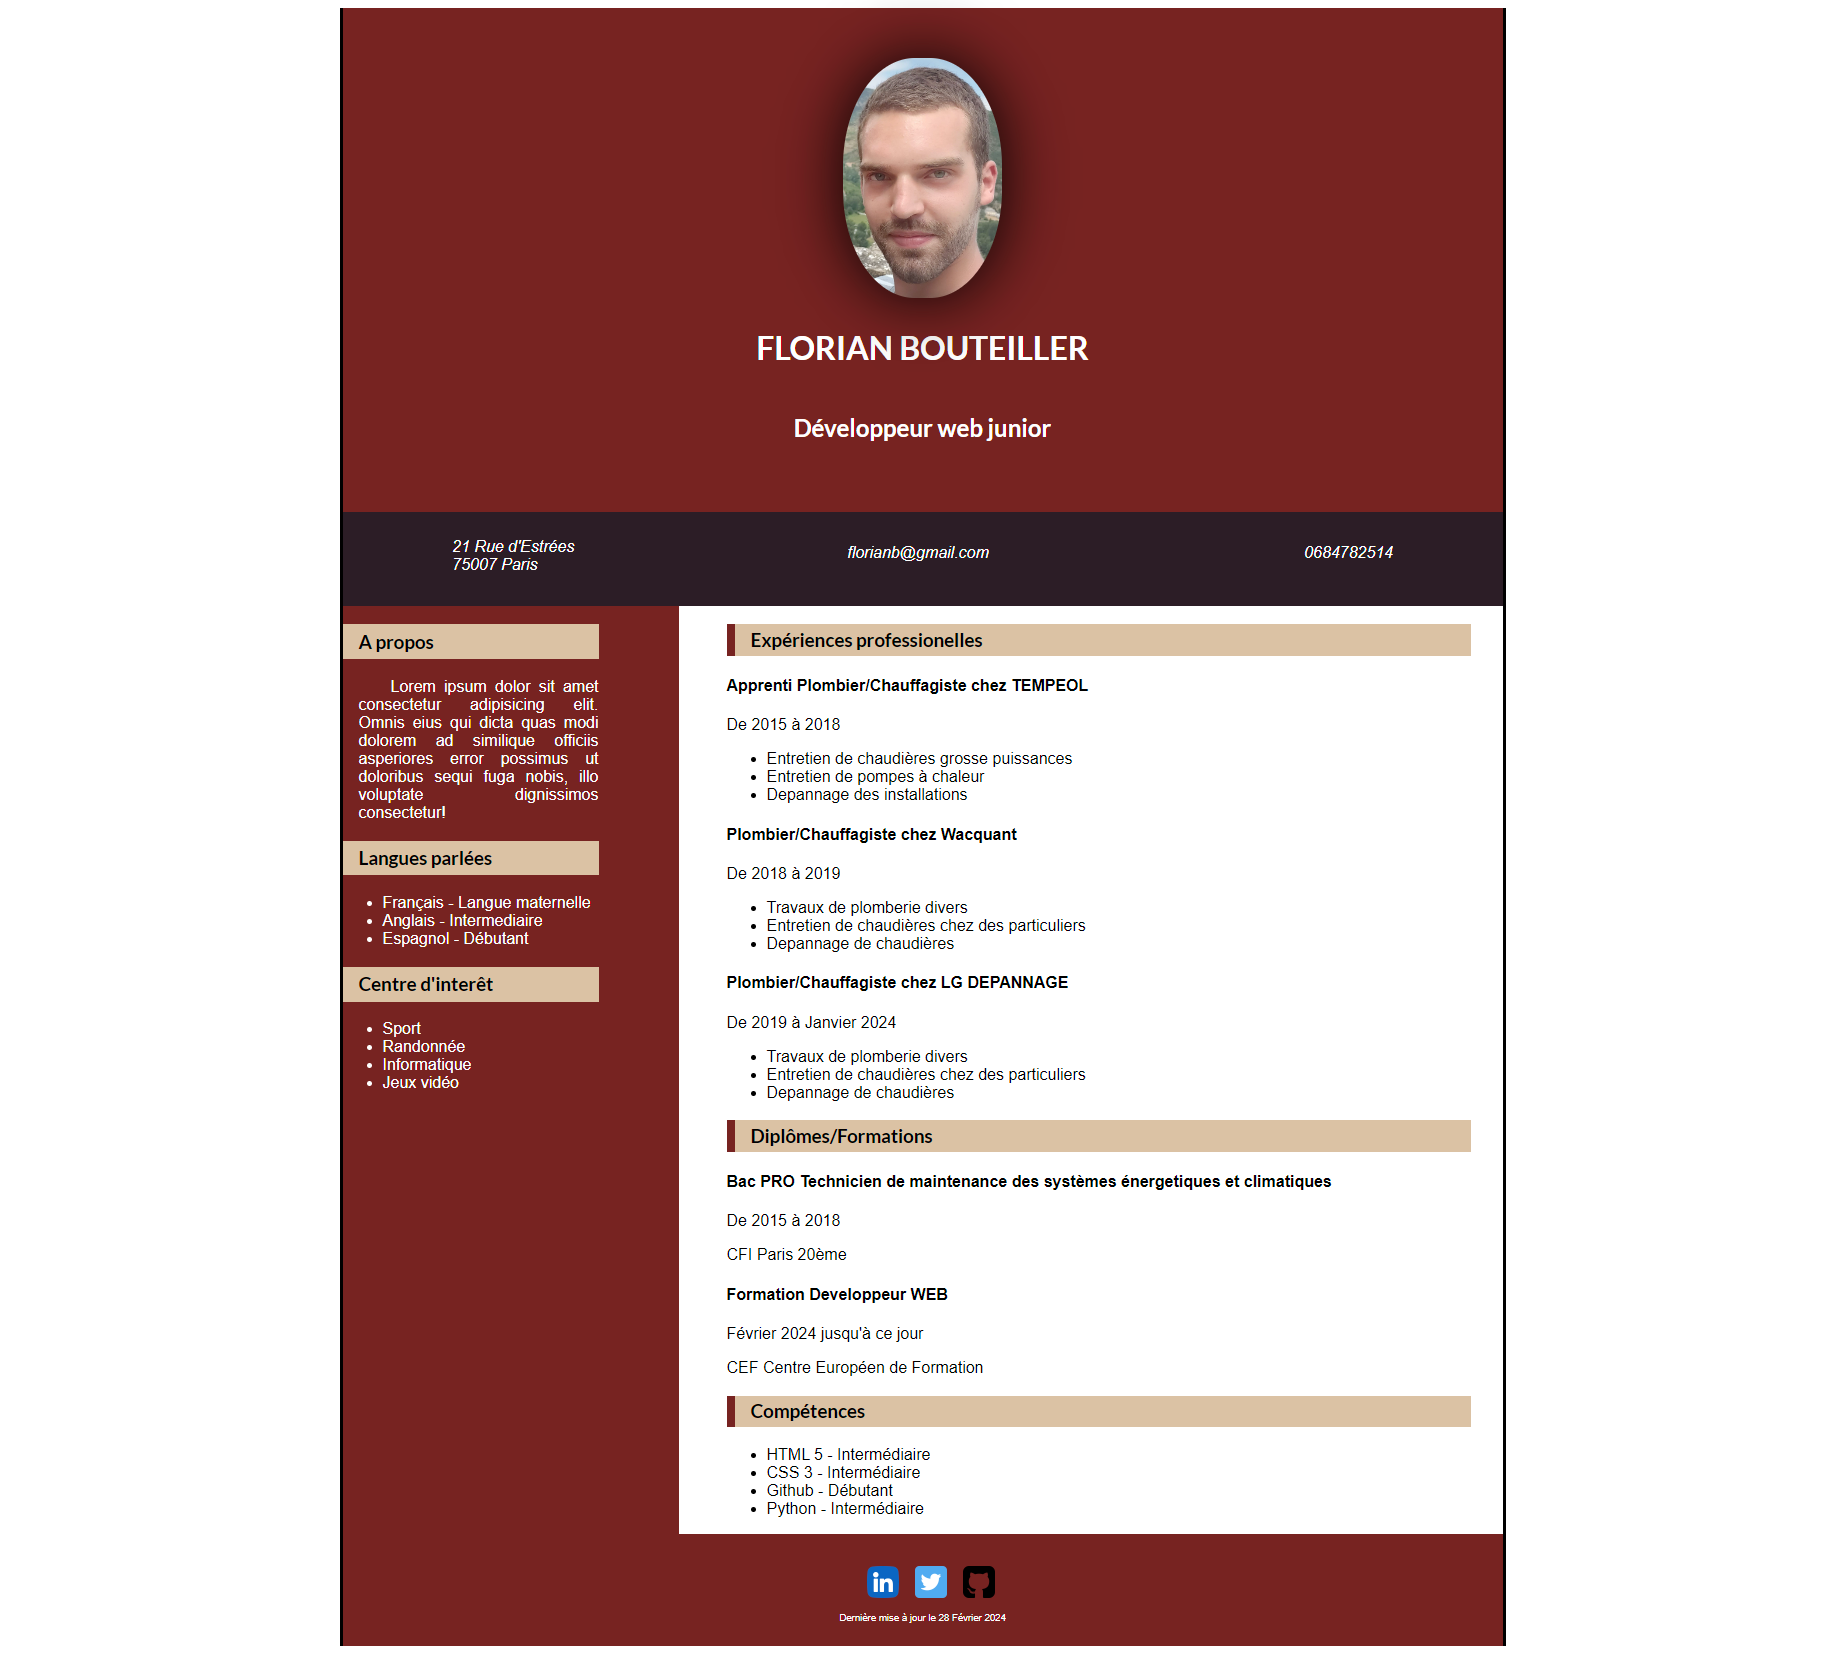 FLORIAN BOUTEILLER
Développeur web junior
21 Rue d'Estrées
75007 Paris
florianb@gmail.com
0684782514
A propos
Lorem ipsum dolor sit amet
consectetur adipisicing elit.
Omnis eius qui dicta quas modi
dolorem ad similique officiis
asperiores error possimus ut
doloribus sequi fuga nobis, illo
voluptate dignissimos
consectetur!
Langues parlées
• Français - Langue maternelle
• Anglais - Intermediaire
• Espagnol - Débutant
Centre d'interêt
• Sport
• Randonnée
• Informatique
• Jeux vidéo
Expériences professionelles
Apprenti Plombier/Chauffagiste chez TEMPEOL
De 2015 à 2018
• Entretien de chaudières grosse puissances
• Entretien de pompes à chaleur
• Depannage des installations
Plombier/Chauffagiste chez Wacquant
De 2018 à 2019
• Travaux de plomberie divers
• Entretien de chaudières chez des particuliers
• Depannage de chaudières
Plombier/Chauffagiste chez LG DEPANNAGE
De 2019 à Janvier 2024
• Travaux de plomberie divers
• Entretien de chaudières chez des particuliers
• Depannage de chaudières
Diplômes/Formations
Bac PRO Technicien de maintenance des systèmes énergetiques et climatiques
De 2015 à 2018
CFI Paris 20ème
Formation Developpeur WEB
Février 2024 jusqu'à ce jour
CEF Centre Européen de Formation
Compétences
• HTML 5 - Intermédiaire
• CSS 3 - Intermédiaire
• Github - Débutant
• Python - Intermédiaire
in
Dernière mise à jour le 28 Février 2024